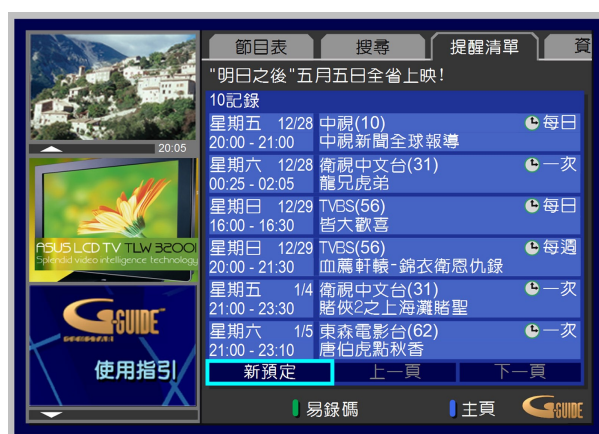 節目表
搜尋
提醒清單
資
"明日之後"五月五日全省上映!
10記錄
星期五 12/28 中視(10) 每日
20:00 - 21:00 中視新聞全球報導
星期六 12/28 衛視中文台(31) 一次
00:25 - 02:05 龍兄虎弟
星期日 12/29 TVBS(56) 每日
16:00 - 16:30 皆大歡喜
星期日 12/29 TVBS(56) 每週
20:00 - 21:30 血薦軒轅-錦衣衛恩仇錄
星期五 1/4 衛視中文台(31) 一次
21:00 - 23:30 賭俠2之上海灘賭聖
星期六 1/5 東森電影台(62) 一次
21:00 - 23:10 唐伯虎點秋香
新預定 上一頁 下一頁
易錄碼 主頁 GGUIDE
20:05
ASUS LCD TV TLW 32001
Splendid video intelligence technology
GGUIDE
GEMSTAR
使用指引